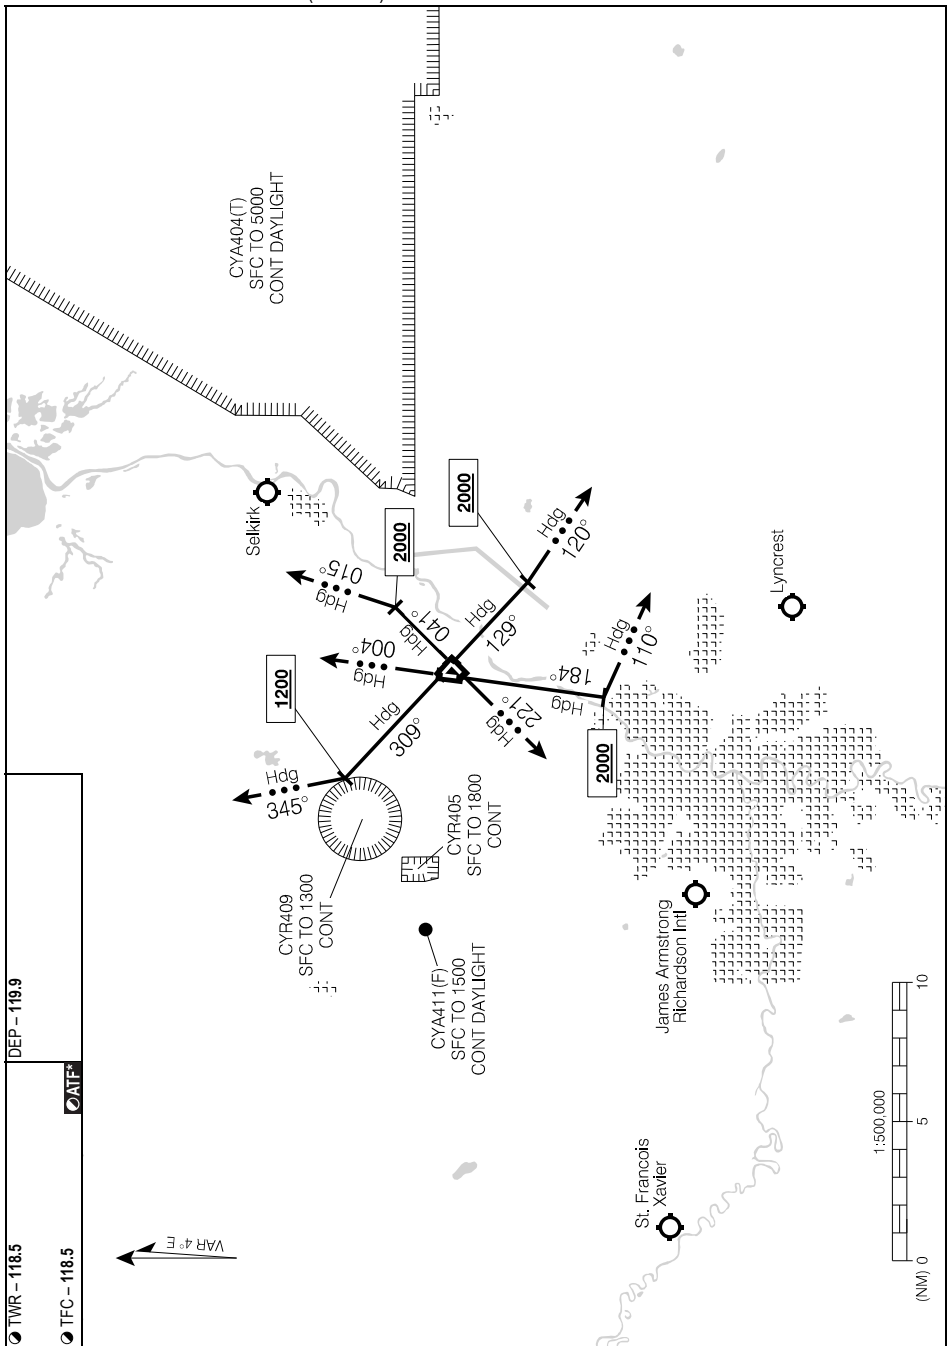 TWR – 118.5
DEP – 119.9
TFC – 118.5
ATF*
VAR 4° E
CYA404(T)
SFC TO 5000
CONT DAYLIGHT
Selkirk
2000
2000
Hdg
015°
Hdg
041°
Hdg
004°
Hdg
120°
Hdg
129°
1200
Hdg
309°
Hdg
345°
Hdg
221°
Hdg
184°
Hdg
110°
2000
Lyncrest
CYR409
SFC TO 1300
CONT
CYR405
SFC TO 1800
CONT
CYA411(F)
SFC TO 1500
CONT DAYLIGHT
James Armstrong
Richardson Intl
St. Francois
Xavier
1:500,000
(NM) 0
5
10